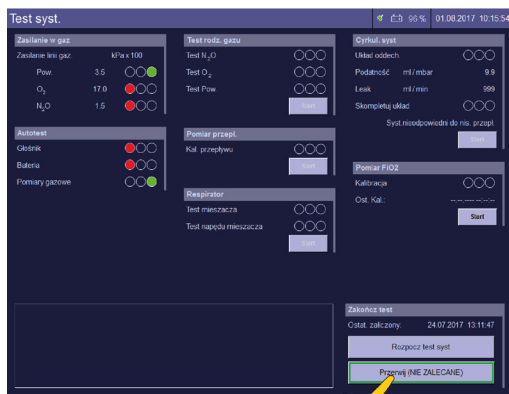 Test syst.
96 % 01.08.2017 10:15:54
Zasilanie w gaz
Zasilanie lini gaz. kPa x 100
Pow. 3.5
O₂ 17.0
N₂O 1.5
Autotest
Głośnik
Bateria
Pomiary gazowe
Test rodz. gazu
Test N₂O
Test O₂
Test Pow.
Start
Pomiar przepł.
Kal. przepływu
Start
Respirator
Test mieszacza
Test napędu mieszacza
Start
Cyrkul. syst
Układ oddech.
Podatność ml / mbar 9.9
Leak ml / min 999
Skompletuj układ
Syst.nieodpowiedni do nis. przepł.
Start
Pomiar FiO2
Kalibracja
Ost. Kal.: --.--.---- --:--:--
Start
Zakończ test
Ostat. zaliczony: 24.07.2017 13:11:47
Rozpocz test syst
Przerwij (NIE ZALECANE)